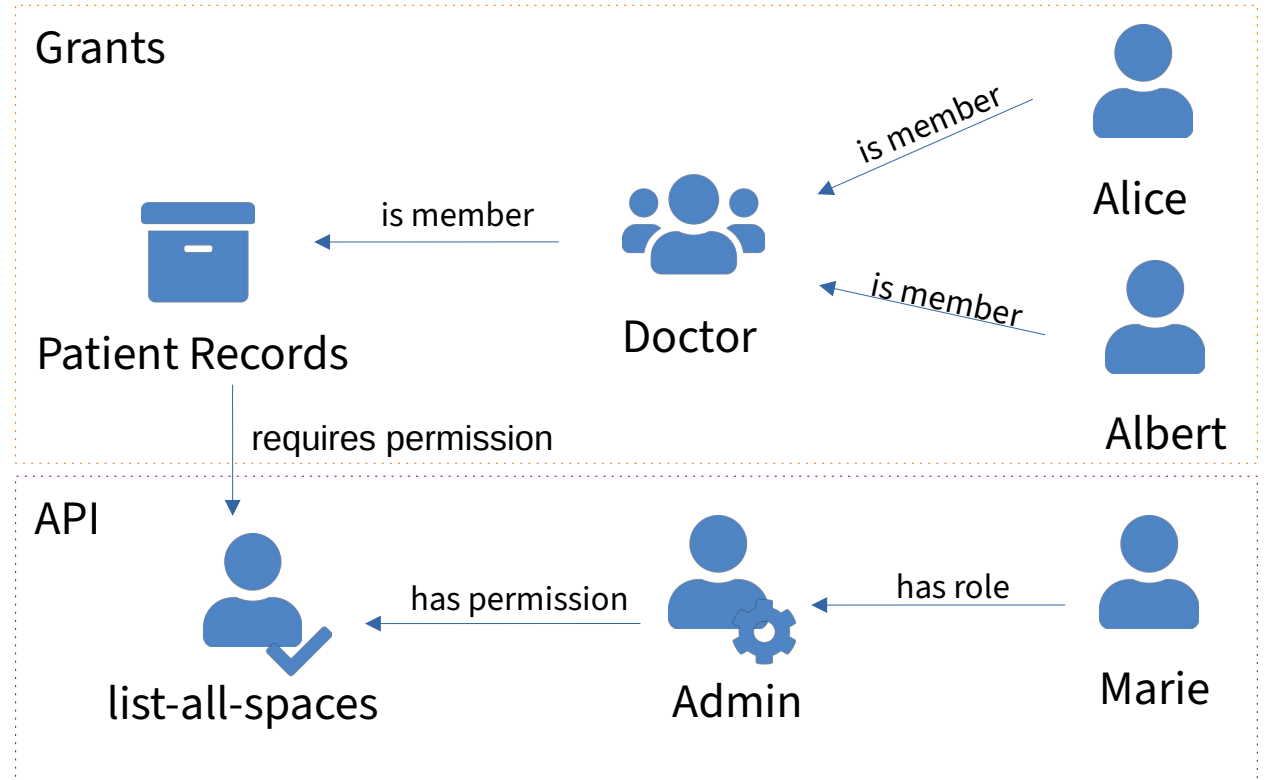 Grants
is member
Alice
is member
Doctor
is member
Patient Records
is member
Albert
requires permission
API
list-all-spaces
has permission
Admin
has role
Marie